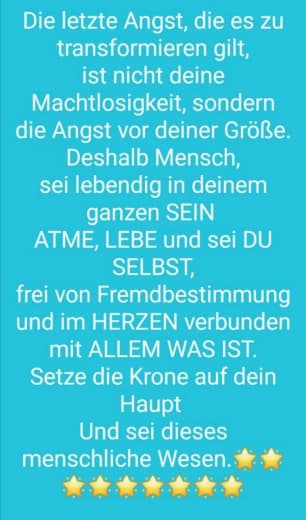 Die letzte Angst, die es zu
transformieren gilt,
ist nicht deine
Machtlosigkeit, sondern
die Angst vor deiner Größe.
Deshalb Mensch,
sei lebendig in deinem
ganzen SEIN
ATME, LEBE und sei DU
SELBST,
frei von Fremdbestimmung
und im HERZEN verbunden
mit ALLEM WAS IST.
Setze die Krone auf dein
Haupt
Und sei dieses
menschliche Wesen.🌟🌟
🌟🌟🌟🌟🌟🌟🌟